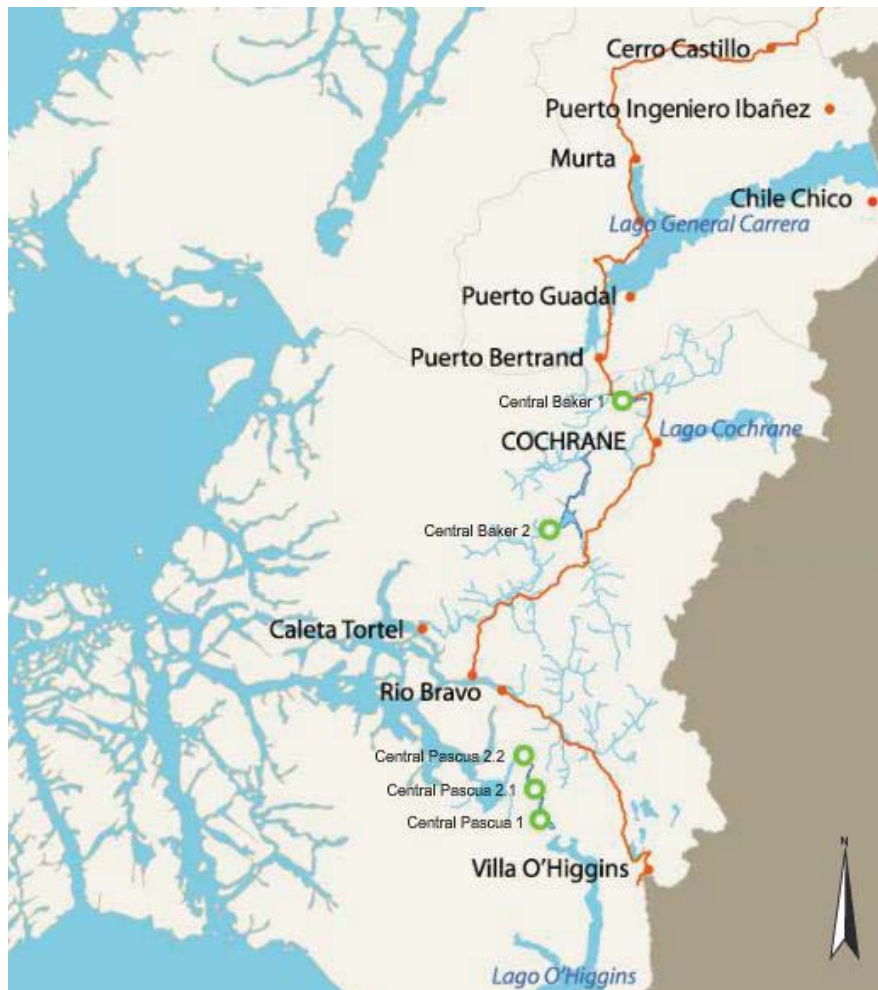 Cerro Castillo
Puerto Ingeniero Ibañez
Murta
Chile Chico
Lago General Carrera
Puerto Guadal
Puerto Bertrand
Central Baker 1
Lago Cochrane
COCHRANE
Central Baker 2
Caleta Tortel
Rio Bravo
Central Pascua 2.2
Central Pascua 2.1
Central Pascua 1
N
Villa O'Higgins
Lago O'Higgins